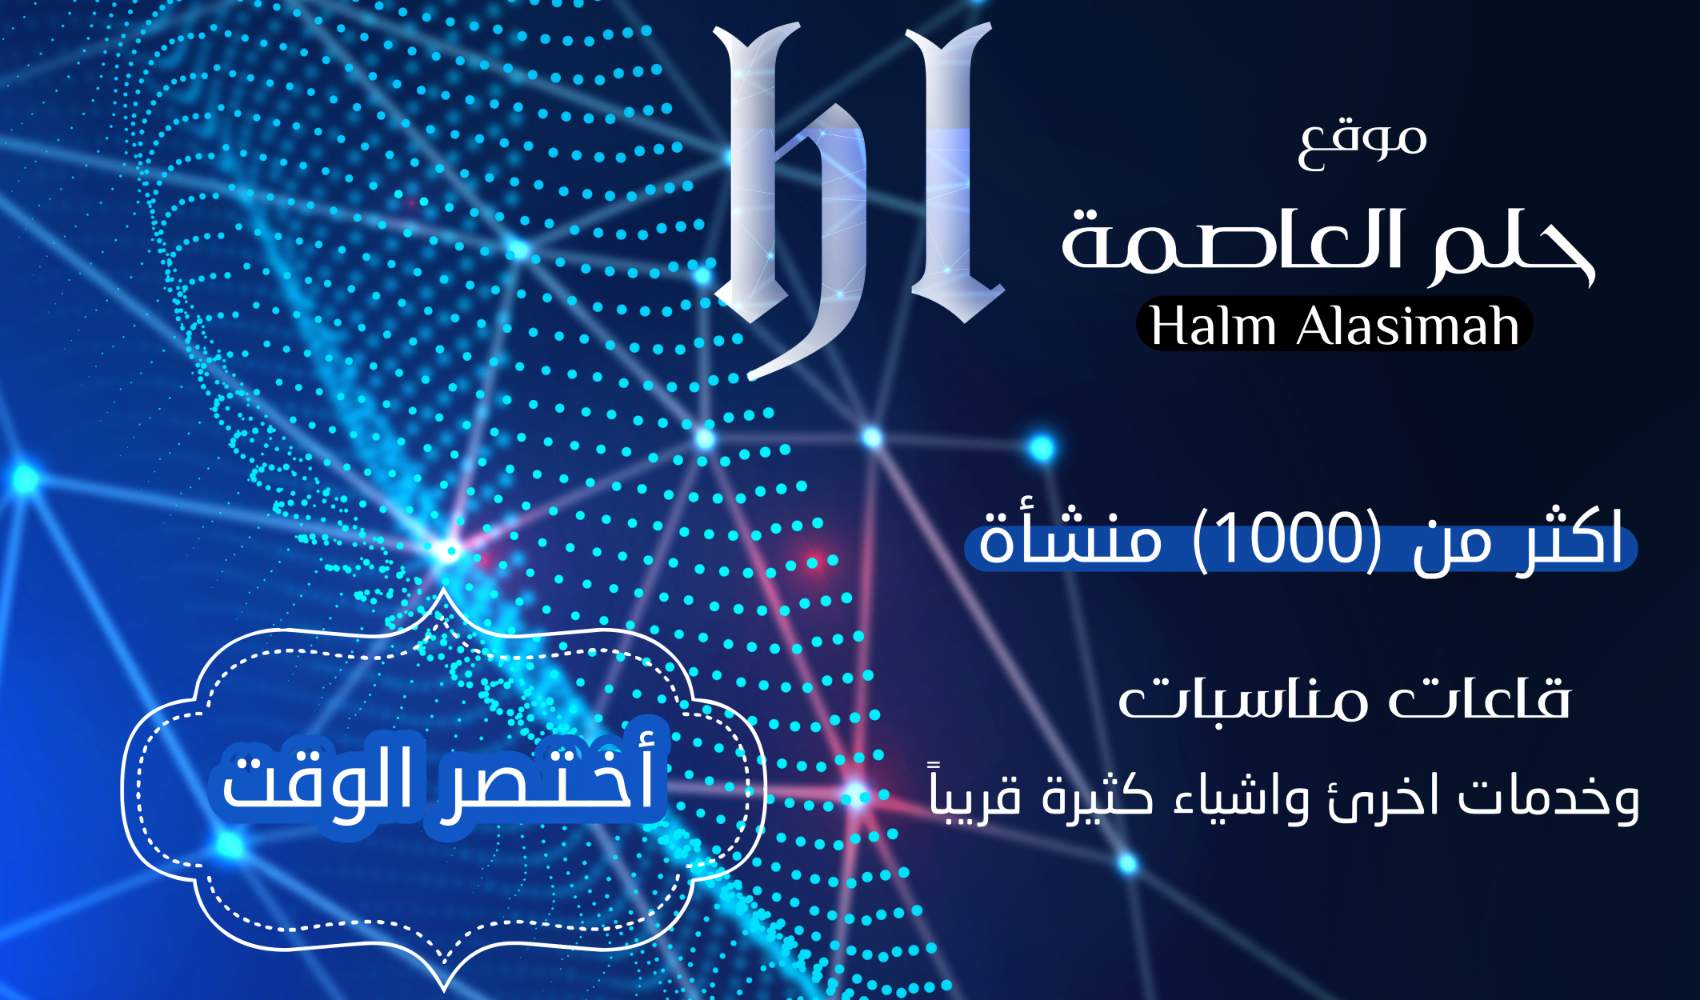 hl
موقع
حلم العاصمة
Halm Alasimah
اكثر من (1000) منشأة
قاعات مناسبات
وخدمات اخرئ واشياء كثيرة قريباً
أختصر الوقت